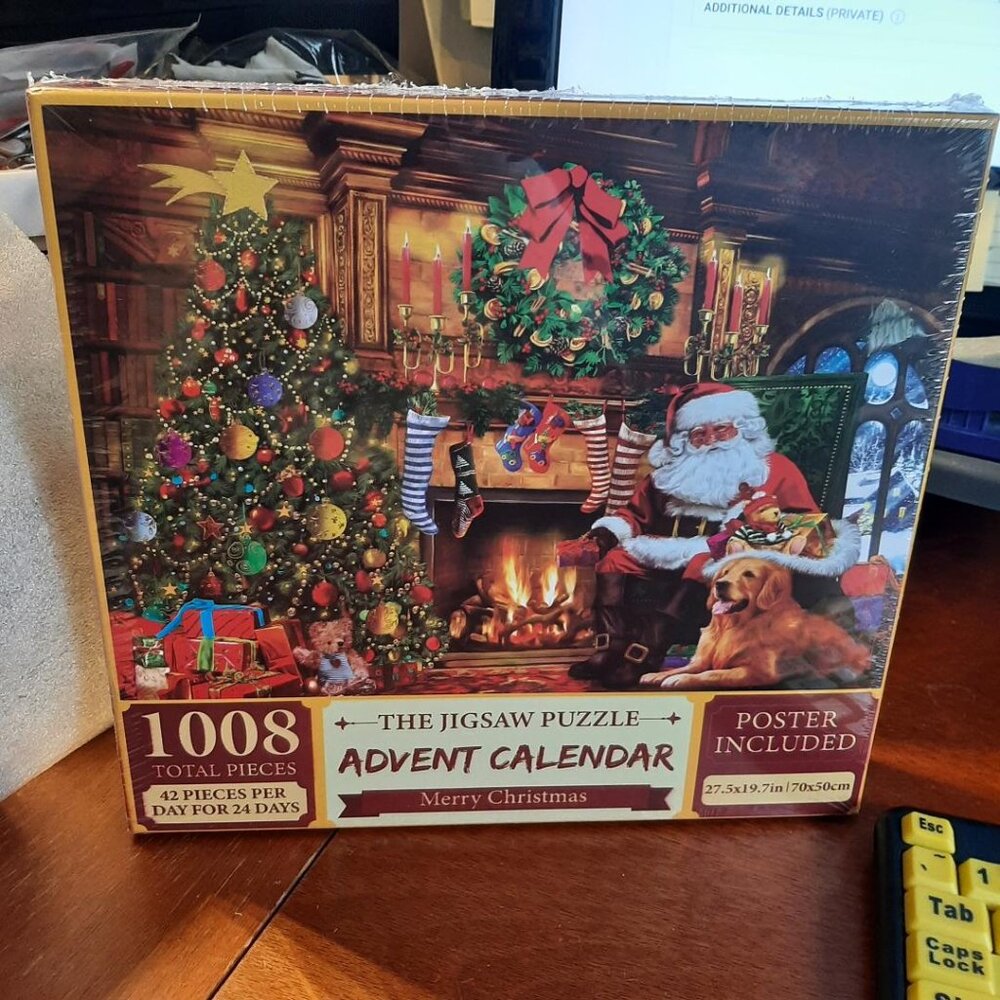 ADDITIONAL DETAILS (PRIVATE)
1008
TOTAL PIECES
42 PIECES PER
DAY FOR 24 DAYS
THE JIGSAW PUZZLE
ADVENT CALENDAR
Merry Christmas
POSTER
INCLUDED
27.5x19.7in|70x50cm
Esc
~ 1
Tab
Caps
Lock